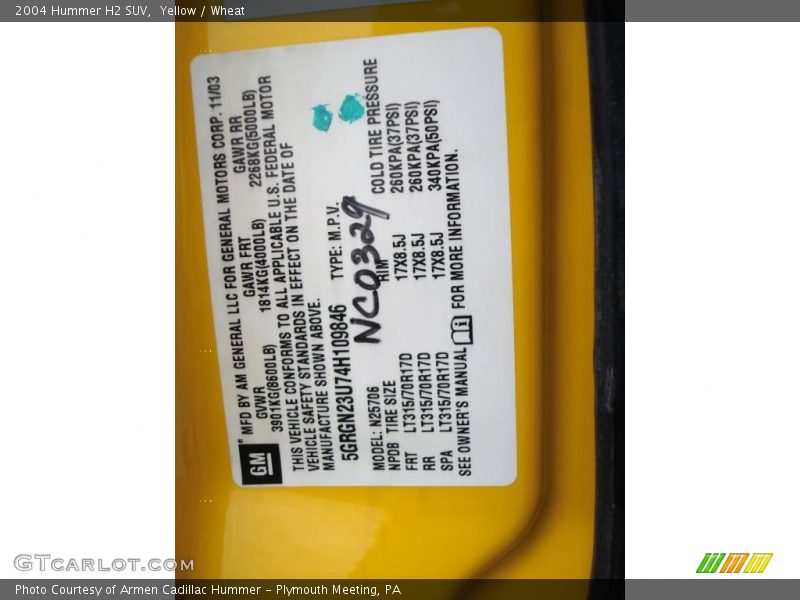 2004 Hummer H2 SUV,  Yellow / Wheat
GM
MFD BY AM GENERAL LLC FOR GENERAL MOTORS CORP. 11/03
GVWR GAWR FRT GAWR RR
3901KG(8600LB) 1814KG(4000LB) 2268KG(5000LB)
THIS VEHICLE CONFORMS TO ALL APPLICABLE U.S. FEDERAL MOTOR
VEHICLE SAFETY STANDARDS IN EFFECT ON THE DATE OF
MANUFACTURE SHOWN ABOVE.
5GRGN23U74H109846 TYPE: M.P.V.
NC0329
MODEL: N25706
NPDB TIRE SIZE RIM COLD TIRE PRESSURE
FRT LT315/70R17D 17X8.5J 260KPA(37PSI)
RR LT315/70R17D 17X8.5J 260KPA(37PSI)
SPA LT315/70R17D 17X8.5J 340KPA(50PSI)
SEE OWNER'S MANUAL i FOR MORE INFORMATION.
GTCARLOT.COM
Photo Courtesy of Armen Cadillac Hummer - Plymouth Meeting, PA